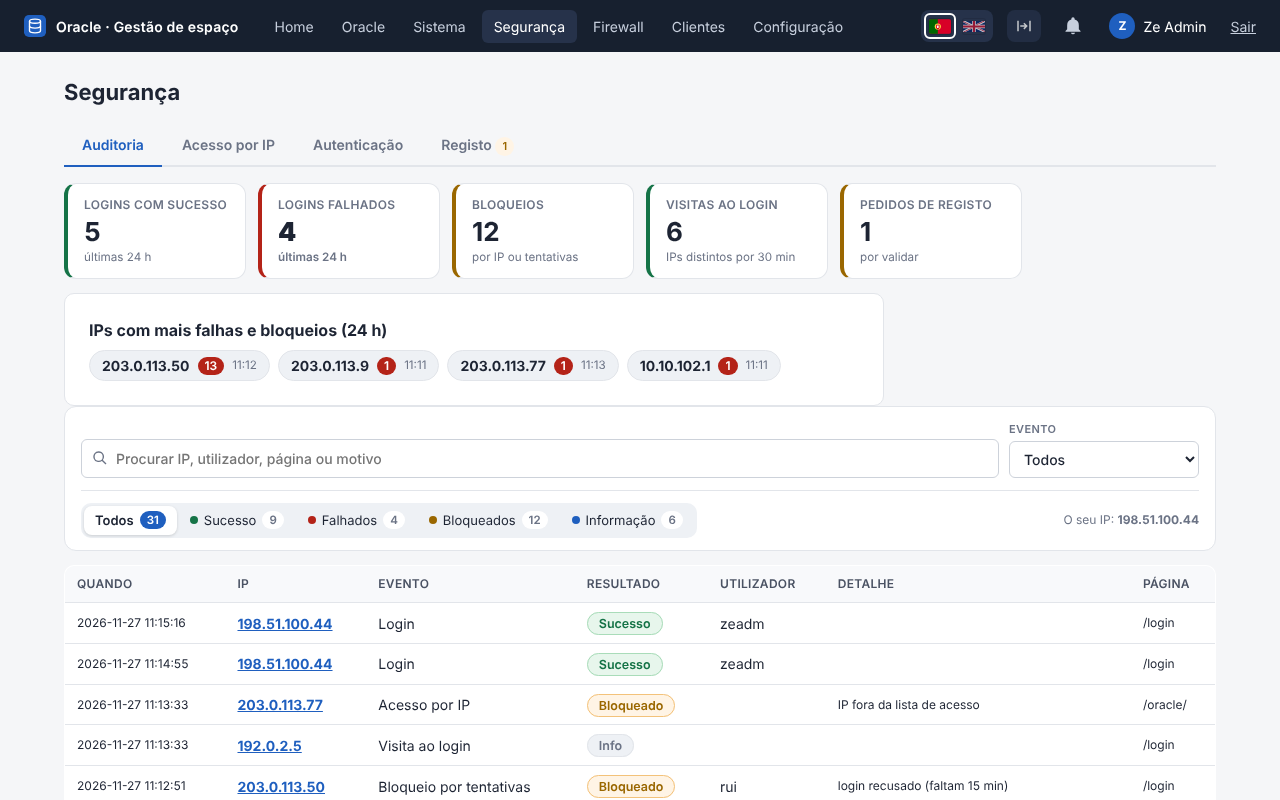 Oracle · Gestão de espaço Home Oracle Sistema Segurança Firewall Clientes Configuração Z Ze Admin Sair
Segurança
Auditoria Acesso por IP Autenticação Registo 1
LOGINS COM SUCESSO
5
últimas 24 h
LOGINS FALHADOS
4
últimas 24 h
BLOQUEIOS
12
por IP ou tentativas
VISITAS AO LOGIN
6
IPs distintos por 30 min
PEDIDOS DE REGISTO
1
por validar
IPs com mais falhas e bloqueios (24 h)
203.0.113.50 13 11:12 203.0.113.9 1 11:11 203.0.113.77 1 11:13 10.10.102.1 1 11:11
EVENTO
Procurar IP, utilizador, página ou motivo Todos
Todos 31 Sucesso 9 Falhados 4 Bloqueados 12 Informação 6 O seu IP: 198.51.100.44
QUANDO IP EVENTO RESULTADO UTILIZADOR DETALHE PÁGINA
2026-11-27 11:15:16 198.51.100.44 Login Sucesso zeadm /login
2026-11-27 11:14:55 198.51.100.44 Login Sucesso zeadm /login
2026-11-27 11:13:33 203.0.113.77 Acesso por IP Bloqueado IP fora da lista de acesso /oracle/
2026-11-27 11:13:33 192.0.2.5 Visita ao login Info /login
2026-11-27 11:12:51 203.0.113.50 Bloqueio por tentativas Bloqueado rui login recusado (faltam 15 min) /login